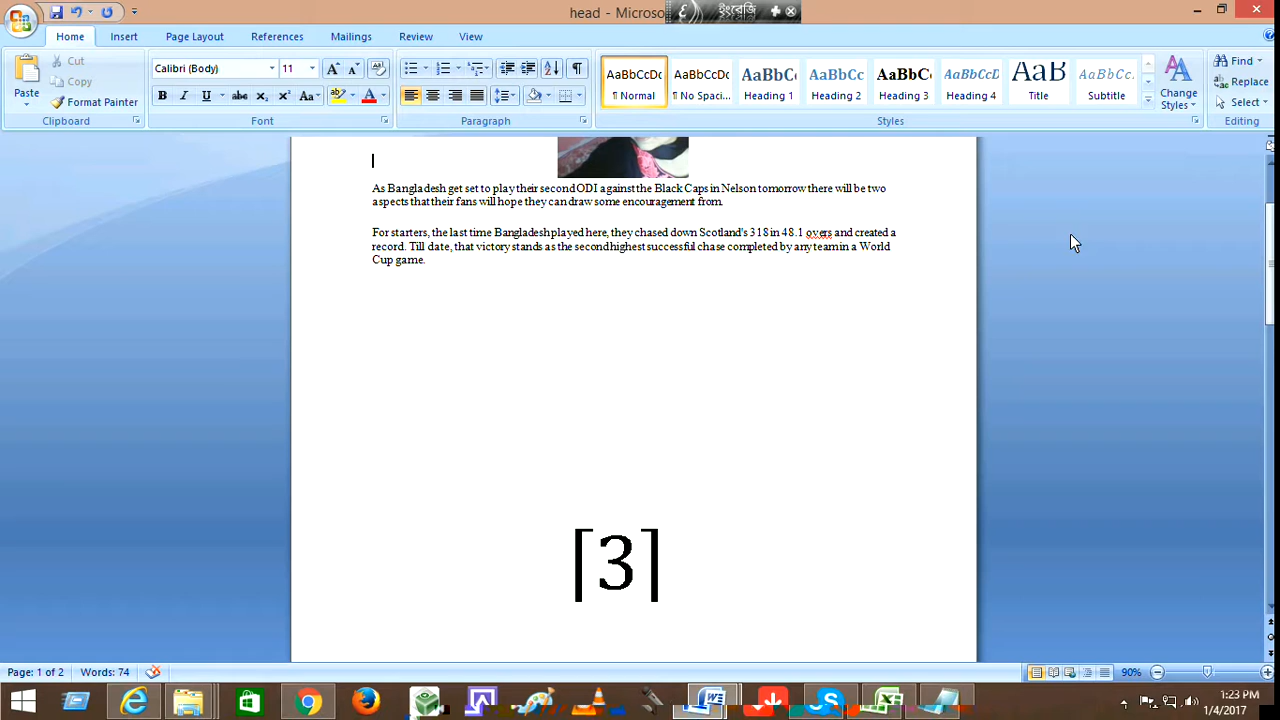 head - Microso
ইংরেজি
Home Insert Page Layout References Mailings Review View
Paste
Cut
Copy
Format Painter
Clipboard
Calibri (Body) 11
B I U abc x₂ x² Aa A
Font
Paragraph
AaBbCcDc AaBbCcDc AaBbC AaBbCc AaBbC AaBbCcD AaB AaBbCc.
¶ Normal ¶ No Spaci... Heading 1 Heading 2 Heading 3 Heading 4 Title Subtitle
Styles
Change Styles
Find
Replace
Select
Editing
As Bangladesh get set to play their second ODI against the Black Caps in Nelson tomorrow there will be two
aspects that their fans will hope they can draw some encouragement from.
For starters, the last time Bangladesh played here, they chased down Scotland's 318 in 48.1 overs and created a
record. Till date, that victory stands as the second highest successful chase completed by any team in a World
Cup game.
⌈3⌉
Page: 1 of 2 Words: 74 90%
1:23 PM
1/4/2017